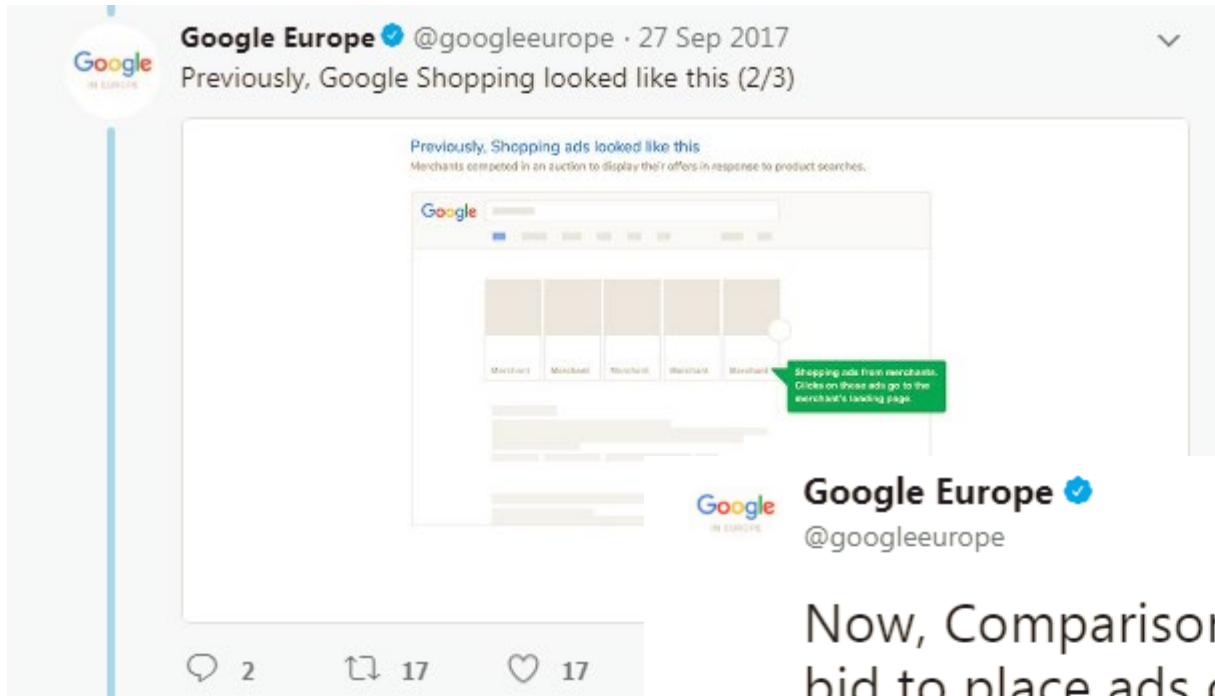 Google Europe @googleeurope · 27 Sep 2017
Google
IN EUROPE
Previously, Google Shopping looked like this (2/3)
Previously, Shopping ads looked like this
Merchants competed in an auction to display their offers in response to product searches.
Google
Merchant Merchant Merchant Merchant Merchant
Shopping ads from merchants.
Clicks on these ads go to the
merchant's landing page.
2 17 17
Google Europe
Google
IN EUROPE
@googleeurope
Now, Comparison
bid to place ads